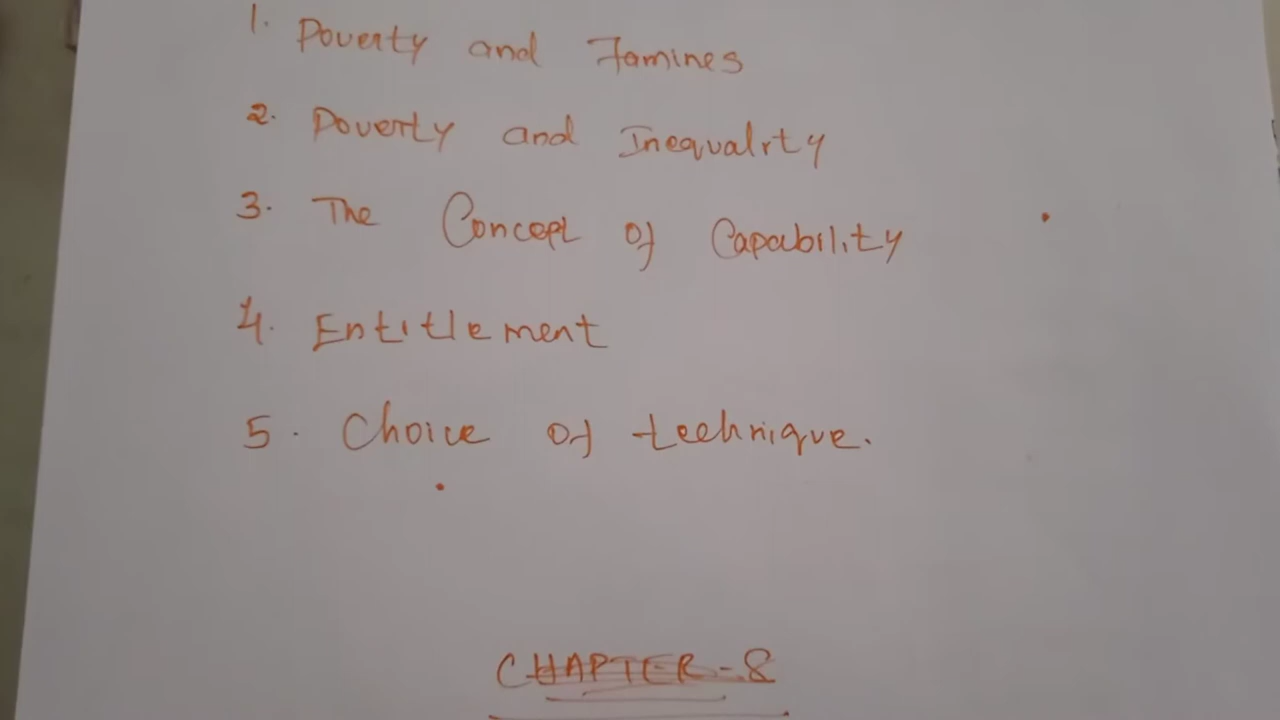 1. Poverty and Famines
2. Poverty and Inequality
3. The Concept of Capability
4. Entitlement
5. Choice of technique.
CHAPTER-8